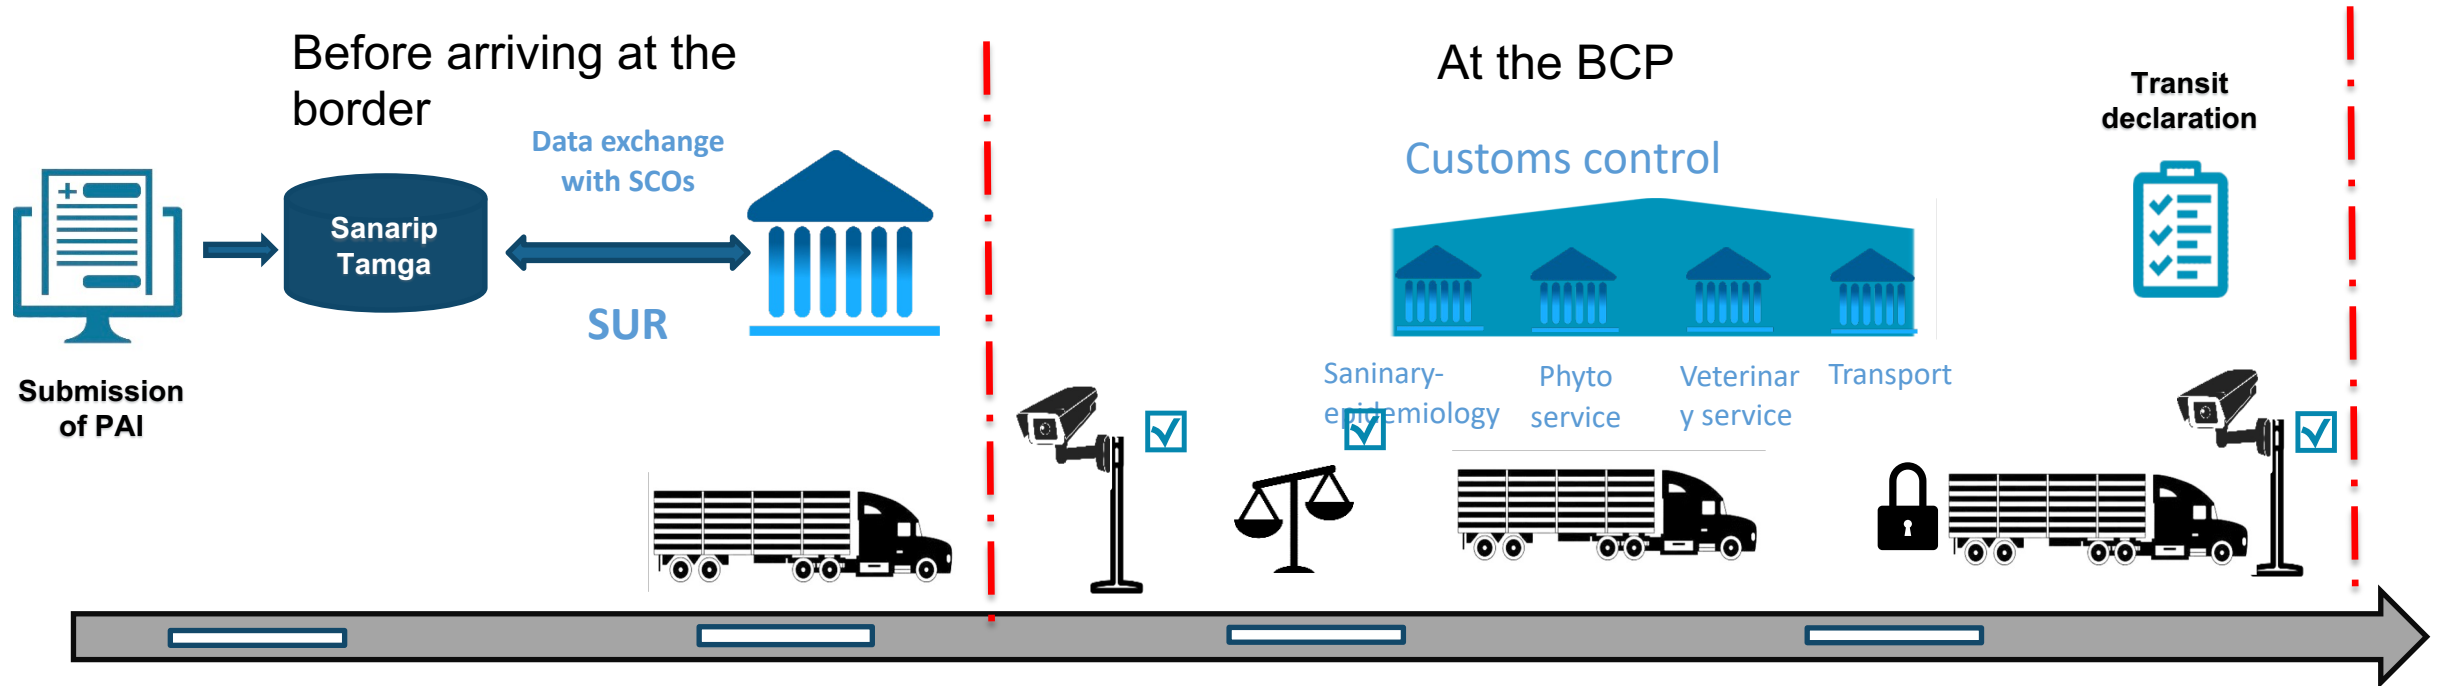 Before arriving at the
border
At the BCP
Transit
declaration
Data exchange
with SCOs
Customs control
Sanarip
Tamga
SUR
Submission
of PAI
Saninary-
epidemiology
Phyto
service
Veterinar
y service
Transport